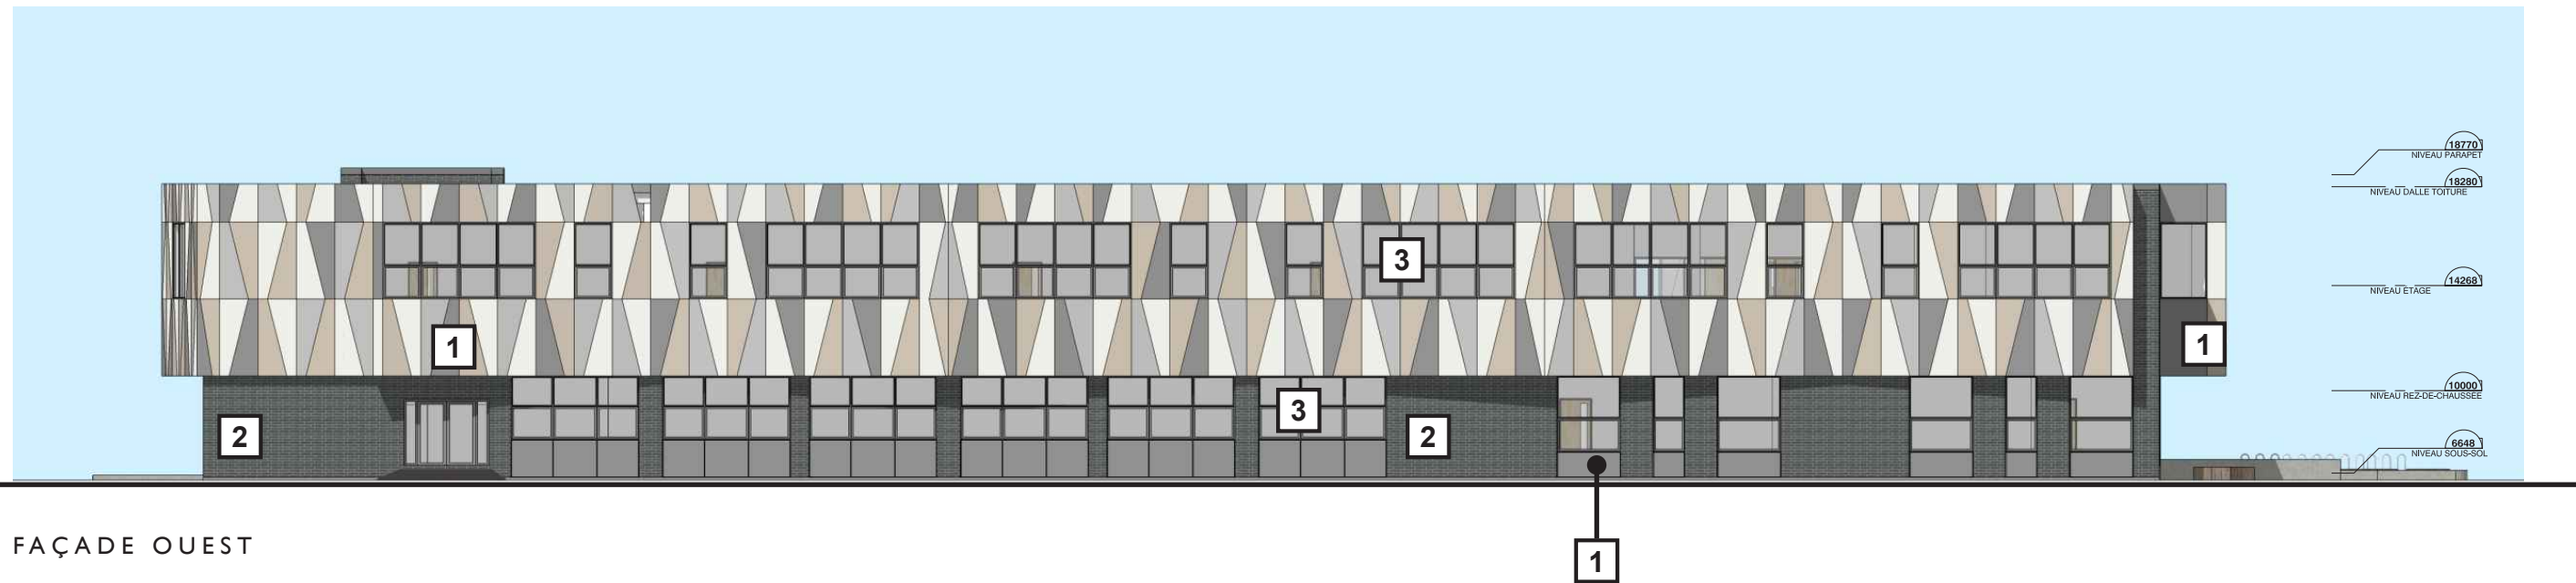 18770
NIVEAU PARAPET
18280
NIVEAU DALLE TOITURE
3
14268
NIVEAU ÉTAGE
1
1
10000
NIVEAU REZ-DE-CHAUSSÉE
3
2
2
6648
NIVEAU SOUS-SOL
FAÇADE OUEST
1